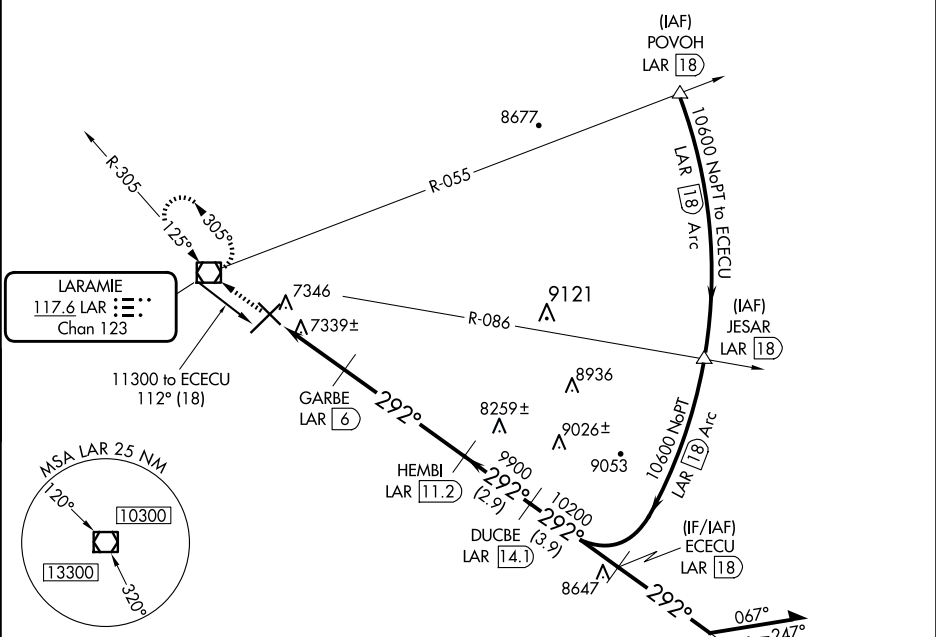 (IAF)
POVOH
LAR 18
8677
10600 NoPT to ECECU
LAR 18 Arc
R-305
R-055
305°
125°
LARAMIE
117.6 LAR
Chan 123
7346
7339±
9121
R-086
(IAF)
JESAR
LAR 18
11300 to ECECU
112° (18)
GARBE
LAR 6
292°
8936
8259±
9026±
9053
10600 NoPT
LAR 18 Arc
MSA LAR 25 NM
120°
10300
13300
320°
HEMBI
LAR 11.2
9900
292°
(2.9)
10200
292°
(3.9)
DUCBE
LAR 14.1
(IF/IAF)
ECECU
LAR 18
8647
292°
067°
247°